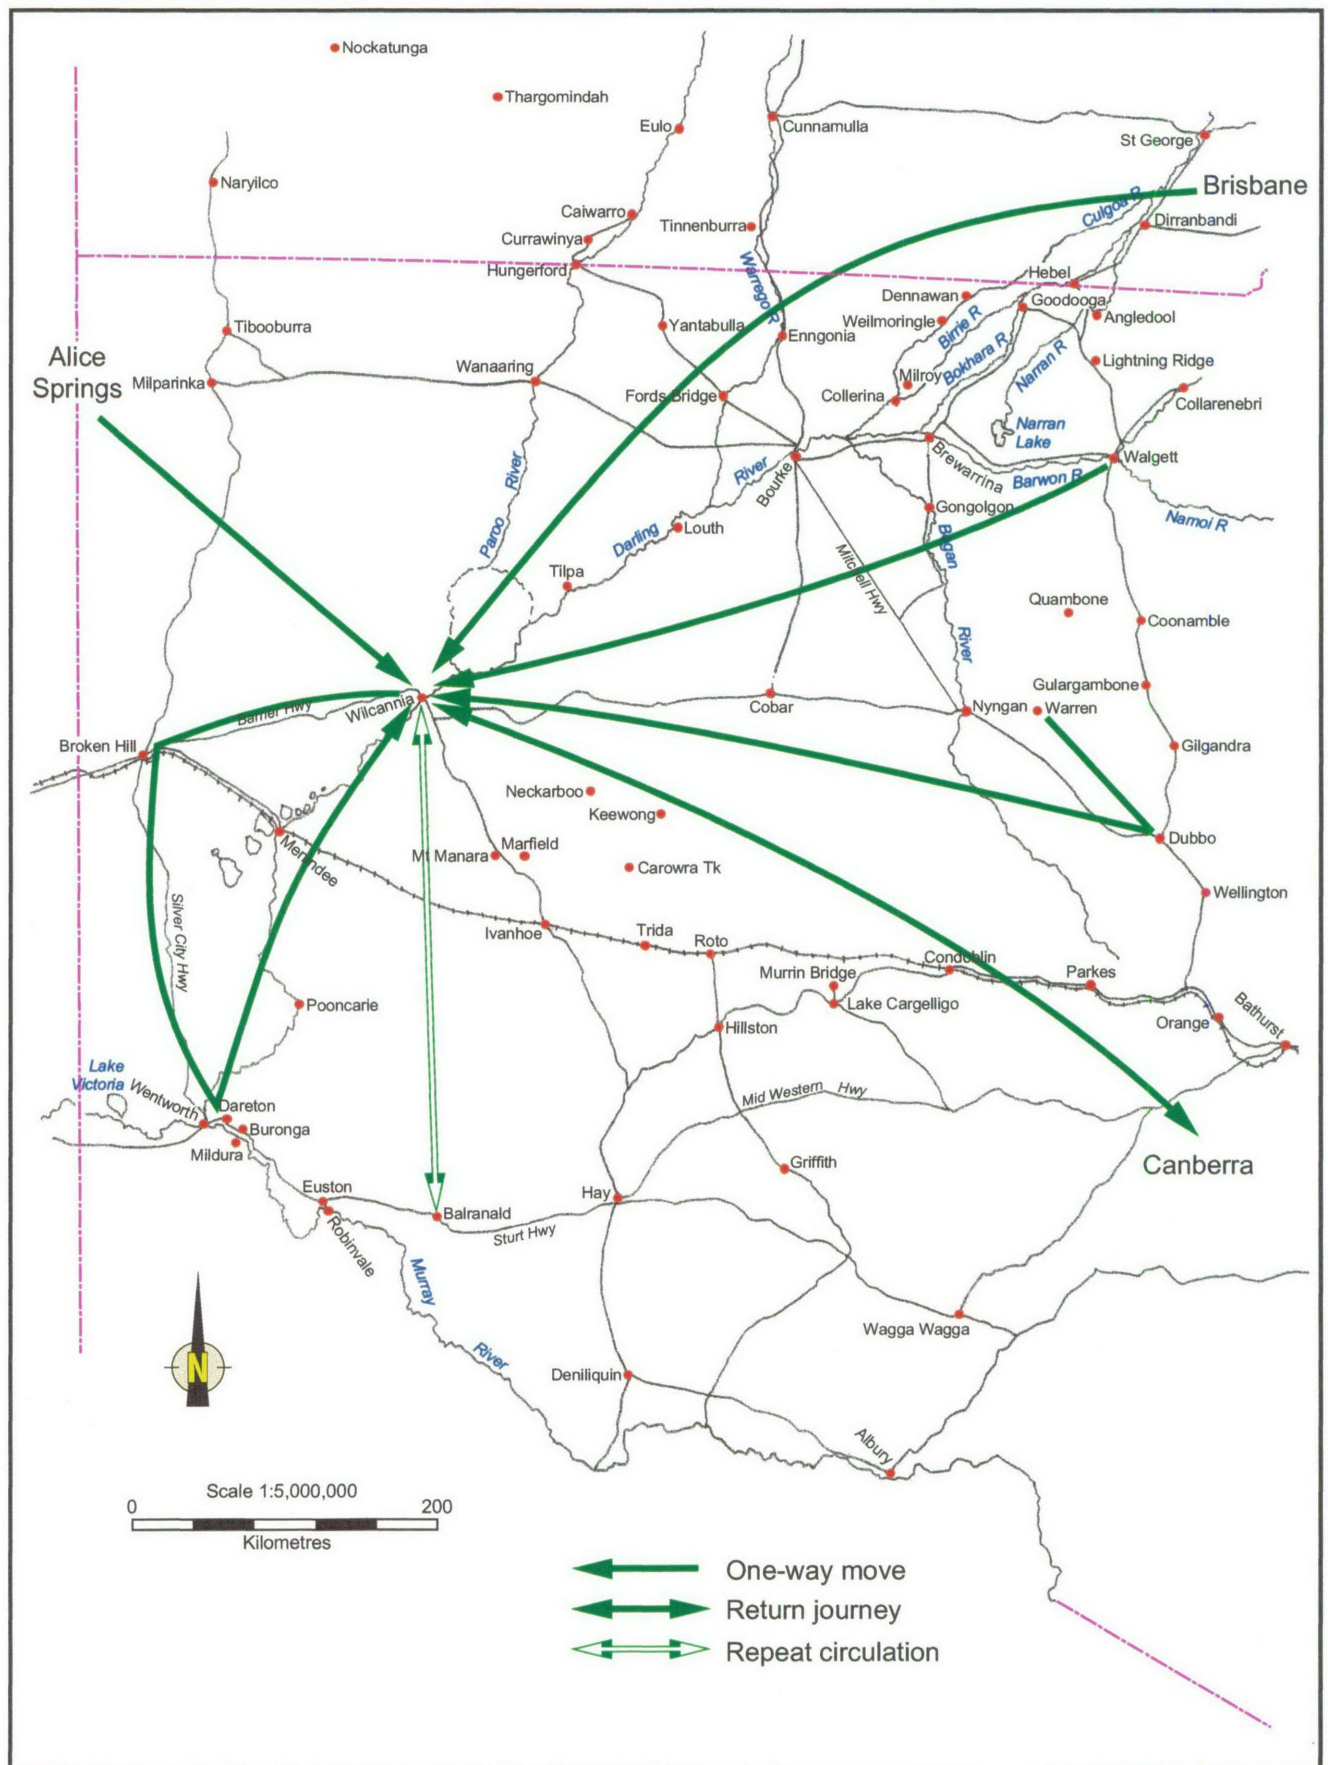 Nockatunga
Thargomindah
Eulo
Cunnamulla
St George
Naryilco
Brisbane
Culgoa R
Caiwarro
Tinnenburra
Dirranbandi
Currawinya
Warrego R
Hungerford
Hebel
Dennawan
Goodooga
Tibooburra
Yantabulla
Weilmoringle
Birrie R
Angledool
Enngonia
Alice
Springs
Bokhara R
Narran R
Lightning Ridge
Wanaaring
Milparinka
Milroy
Fords Bridge
Collerina
Collarenebri
Narran
Lake
Brewarrina
Walgett
River
Paroo
River
Bourke
Barwon R
Gongolgon
Namoi R
Louth
Darling
Bogan
Mitchell Hwy
Tilpa
Quambone
Coonamble
River
Gulargambone
Wilcannia
Barrier Hwy
Cobar
Nyngan
Warren
Broken Hill
Gilgandra
Neckarboo
Keewong
Menindee
Mt Manara
Marfield
Dubbo
Carowra Tk
Wellington
Silver City Hwy
Ivanhoe
Trida
Roto
Condoblin
Murrin Bridge
Parkes
Pooncarie
Lake Cargelligo
Bathurst
Orange
Hillston
Lake
Victoria
Wentworth
Dareton
Mid Western Hwy
Buronga
Mildura
Griffith
Canberra
Euston
Hay
Balranald
Robinvale
Sturt Hwy
Murray
N
River
Wagga Wagga
Deniliquin
Albury
Scale 1:5,000,000
0 200
Kilometres
One-way move
Return journey
Repeat circulation